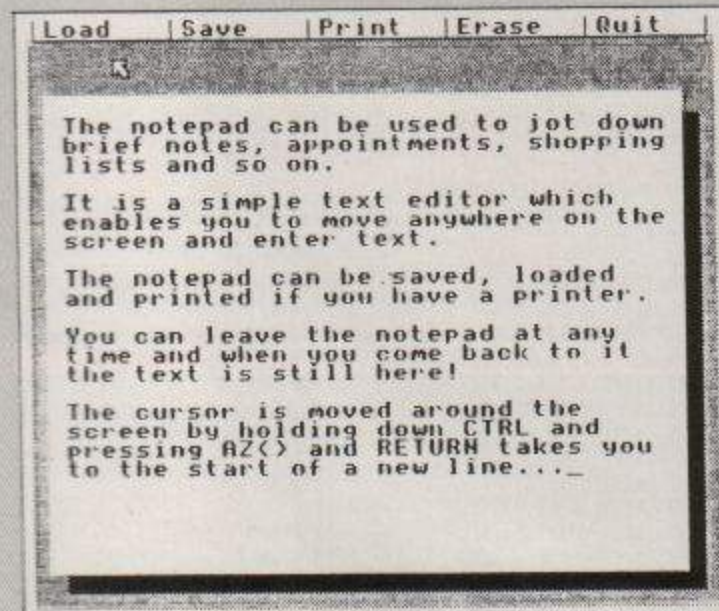 |Load |Save |Print |Erase |Quit |
The notepad can be used to jot down
brief notes, appointments, shopping
lists and so on.
It is a simple text editor which
enables you to move anywhere on the
screen and enter text.
The notepad can be saved, loaded
and printed if you have a printer.
You can leave the notepad at any
time and when you come back to it
the text is still here!
The cursor is moved around the
screen by holding down CTRL and
pressing AZ<> and RETURN takes you
to the start of a new line..._